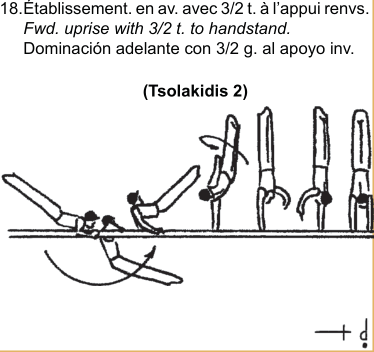 18.Établissement. en av. avec 3/2 t. à l'appui renvs.
Fwd. uprise with 3/2 t. to handstand.
Dominación adelante con 3/2 g. al apoyo inv.
(Tsolakidis 2)